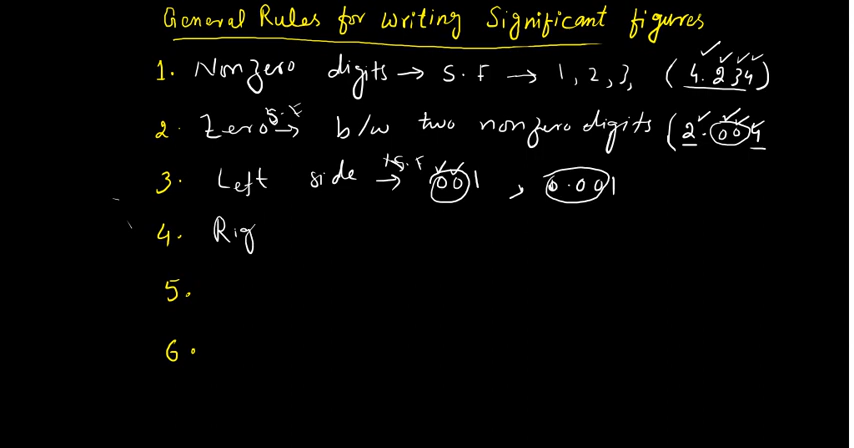 General Rules for Writing Significant figures
1. Nonzero digits → S.F → 1, 2, 3, (4.234)
2. Zero S.F → b/w two nonzero digits (2.004
3. Left side → S.F 001, 0.001
4. Rig
5.
6.